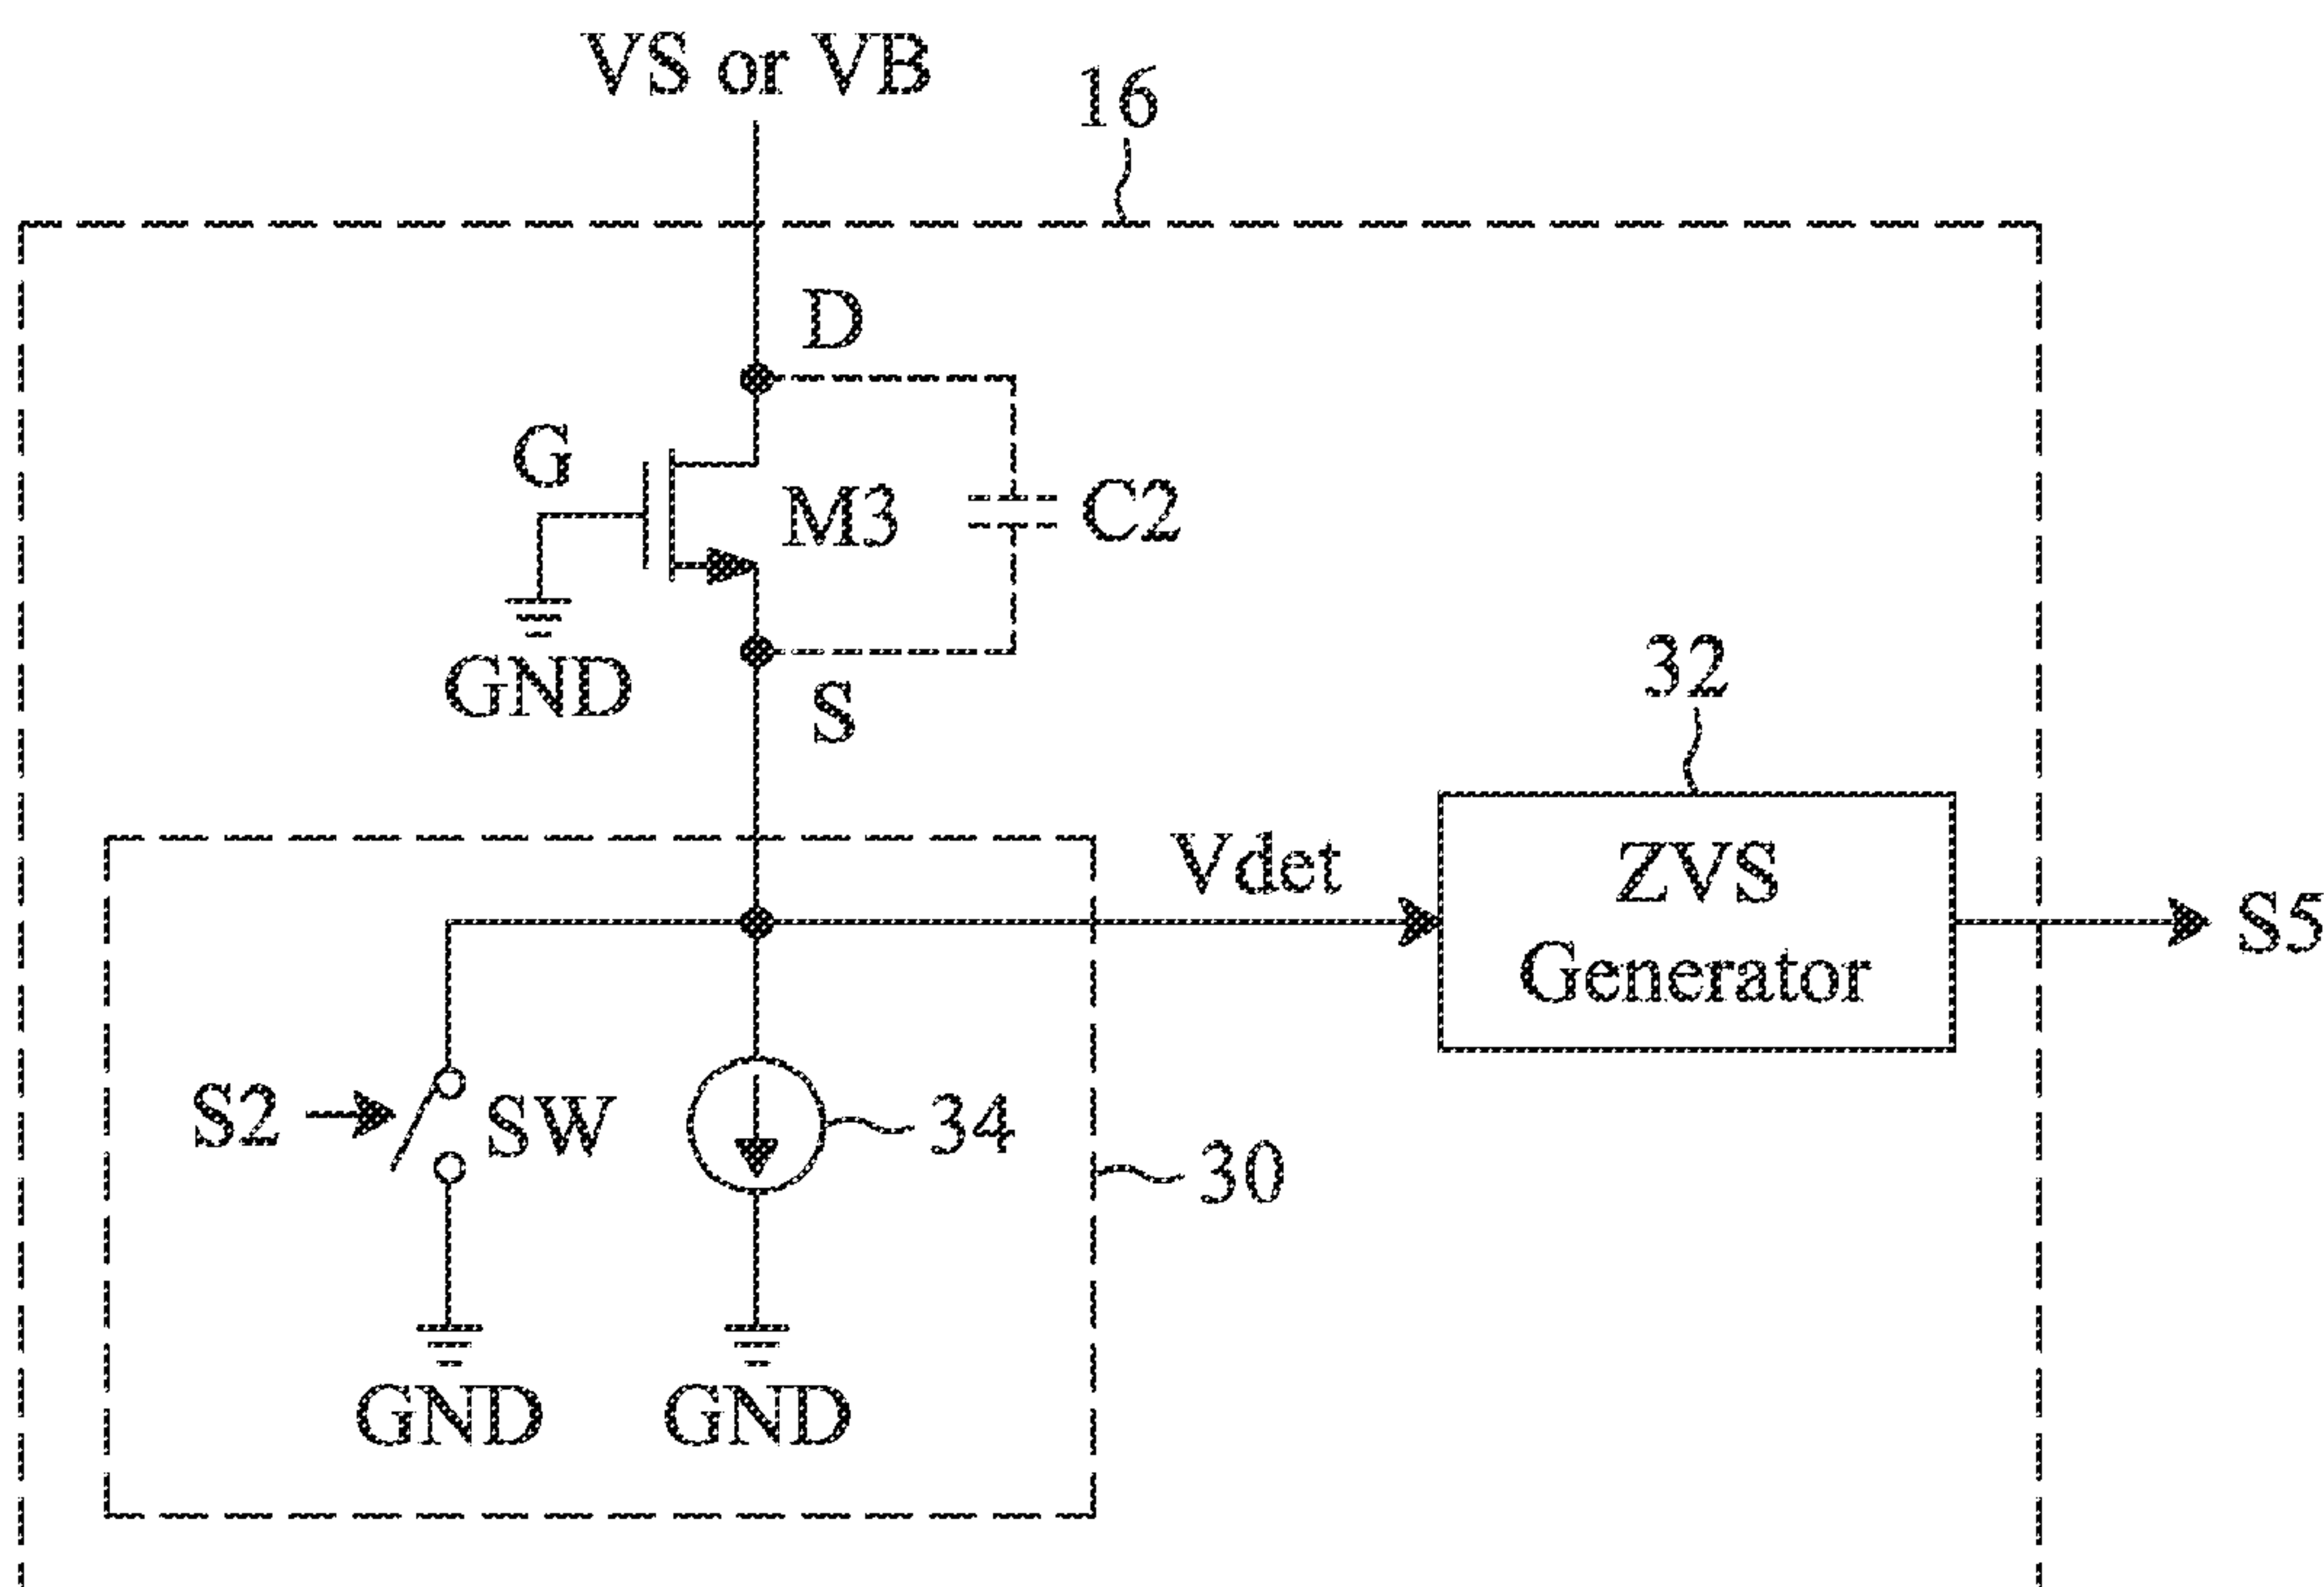 VS or VB
16
D
G
M3
C2
GND
S
32
Vdet
ZVS
Generator
S5
S2
SW
34
30
GND
GND